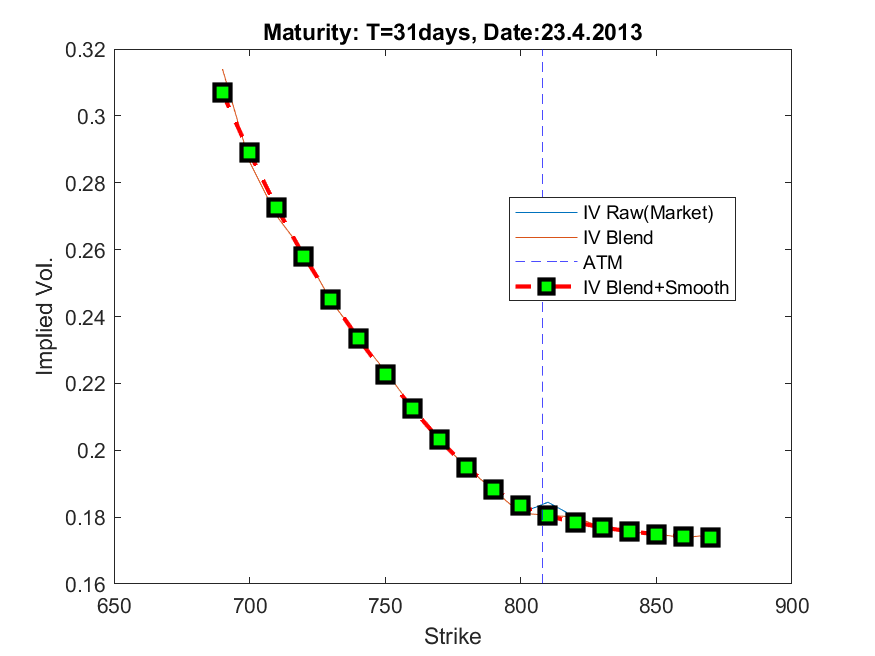 Maturity: T=31days, Date:23.4.2013
0.32
0.3
0.28
0.26
0.24
0.22
0.2
0.18
0.16
Implied Vol.
IV Raw(Market)
IV Blend
ATM
IV Blend+Smooth
650 700 750 800 850 900
Strike